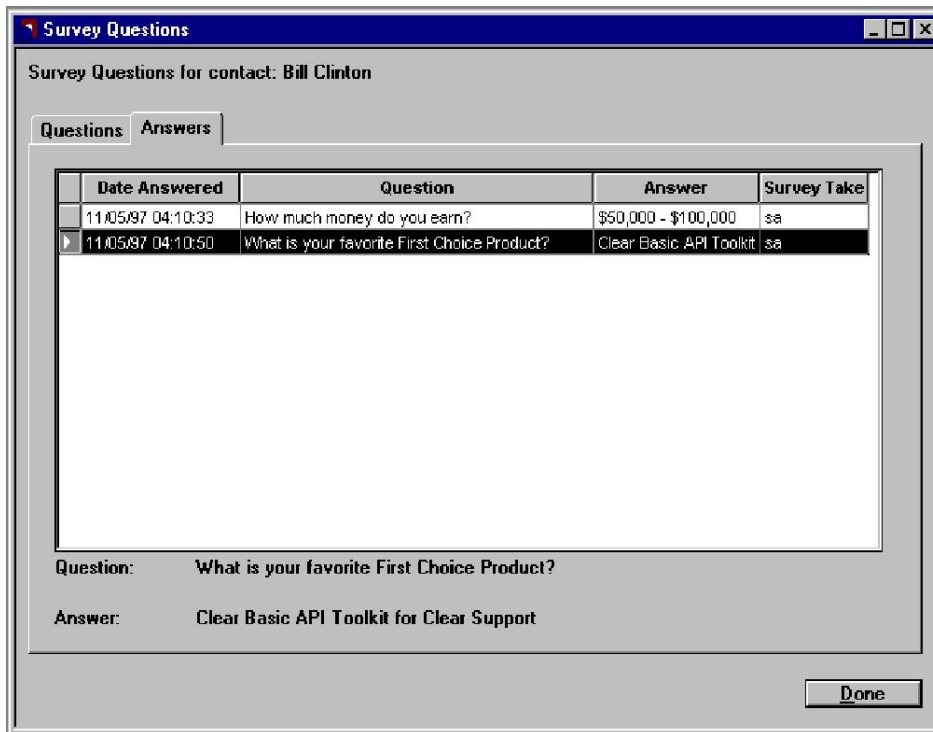 Survey Questions
Survey Questions for contact: Bill Clinton
Questions Answers
Date Answered Question Answer Survey Take
11/05/97 04:10:33 How much money do you earn? $50,000 - $100,000 sa
11/05/97 04:10:50 What is your favorite First Choice Product? Clear Basic API Toolkit sa
Question: What is your favorite First Choice Product?
Answer: Clear Basic API Toolkit for Clear Support
Done